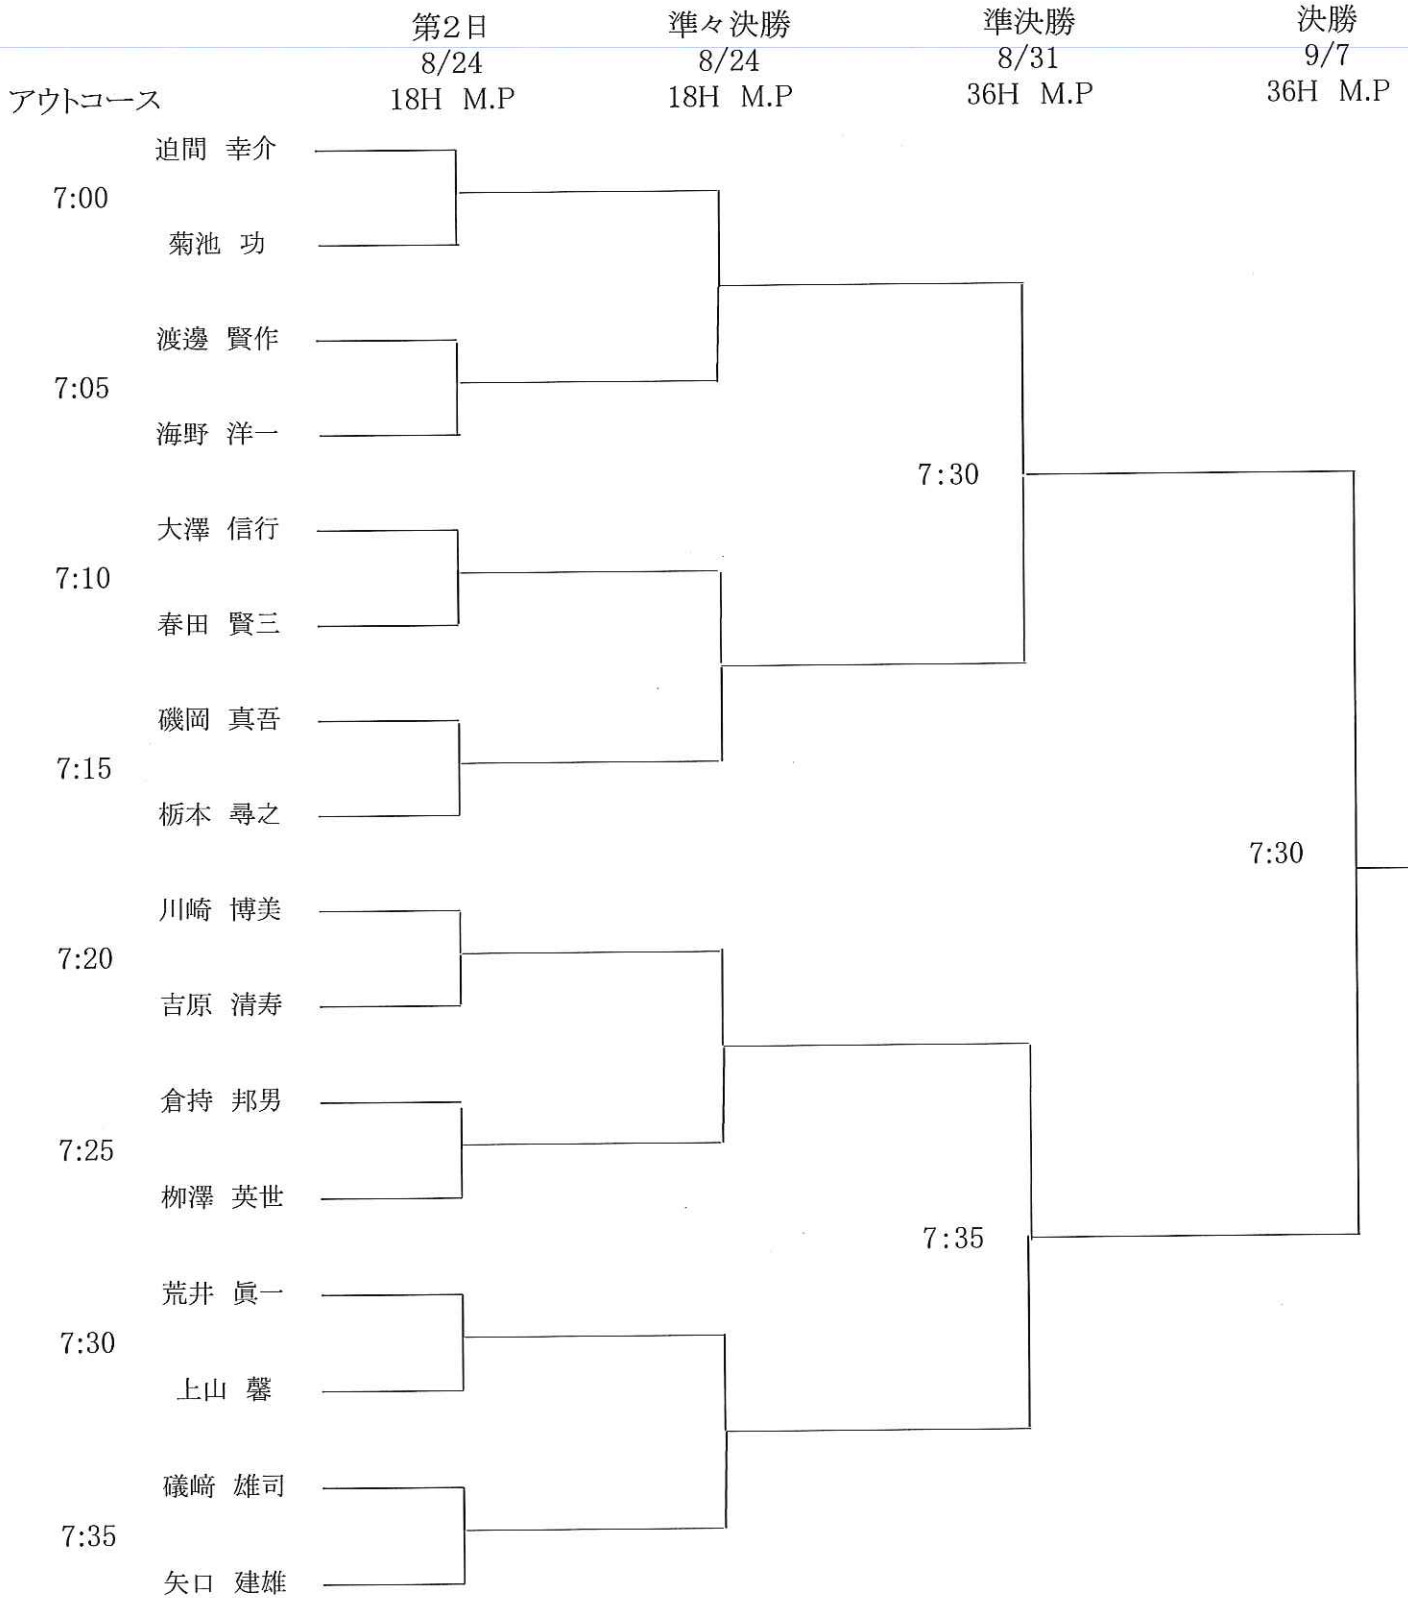 第2日 準々決勝 準決勝 決勝
8/24 8/24 8/31 9/7
アウトコース 18H M.P 18H M.P 36H M.P 36H M.P
迫間 幸介
7:00
菊池 功
渡邊 賢作
7:05
海野 洋一
7:30
大澤 信行
7:10
春田 賢三
磯岡 真吾
7:15
栃本 尋之
7:30
川崎 博美
7:20
吉原 清寿
倉持 邦男
7:25
栁澤 英世
7:35
荒井 眞一
7:30
上山 馨
礒﨑 雄司
7:35
矢口 建雄